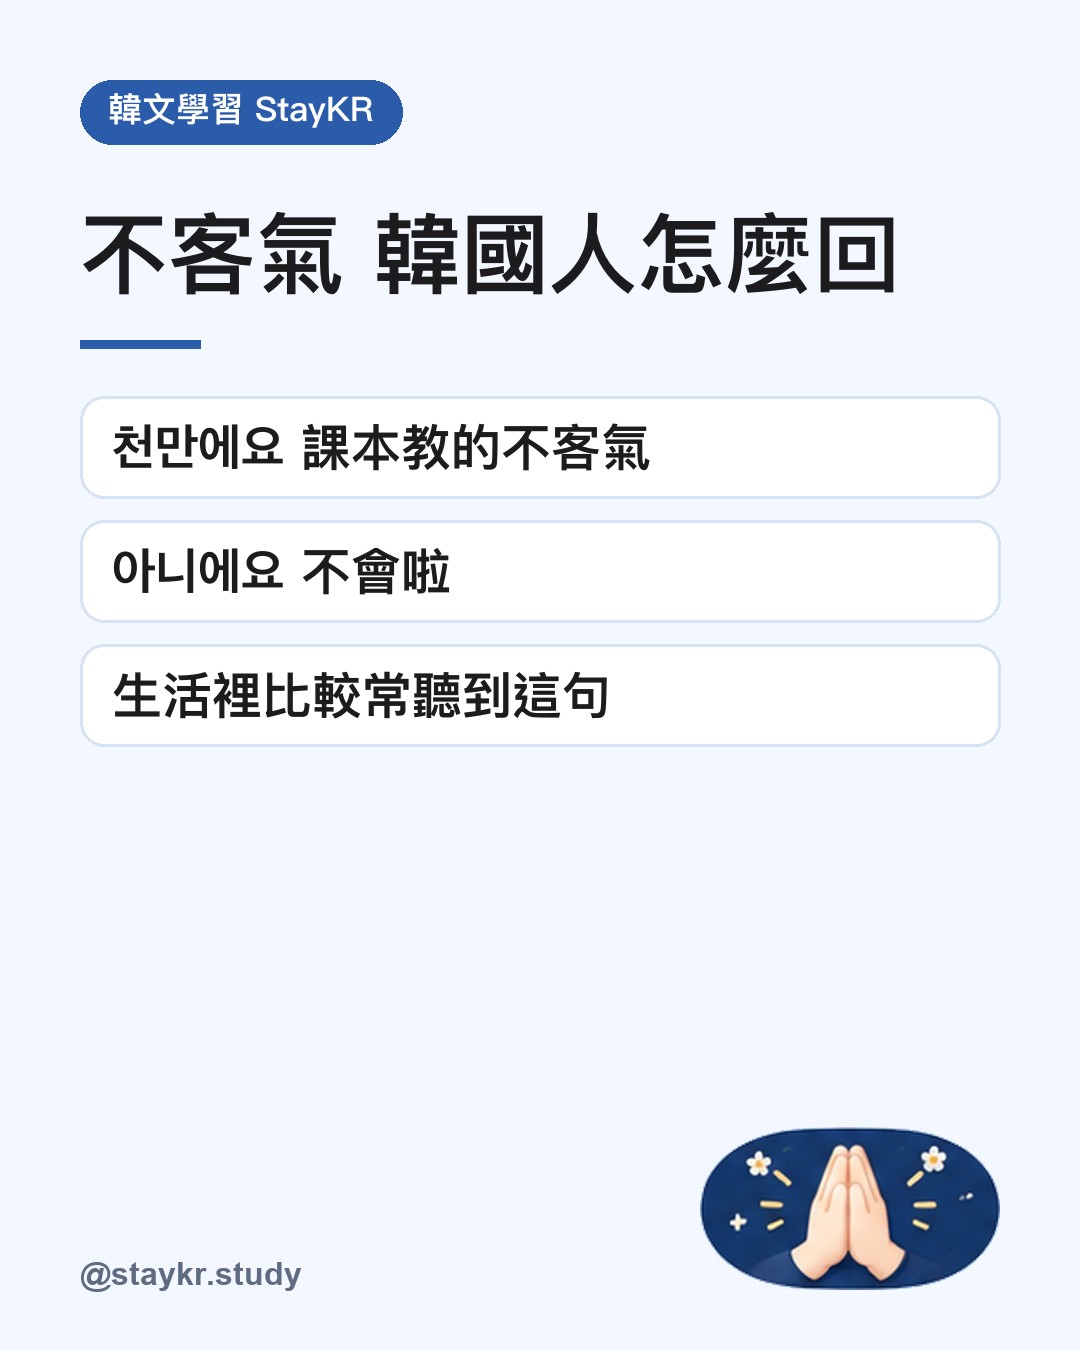 韓文學習 StayKR
不客氣 韓國人怎麼回
천만에요 課本教的不客氣
아니에요 不會啦
生活裡比較常聽到這句
@staykr.study